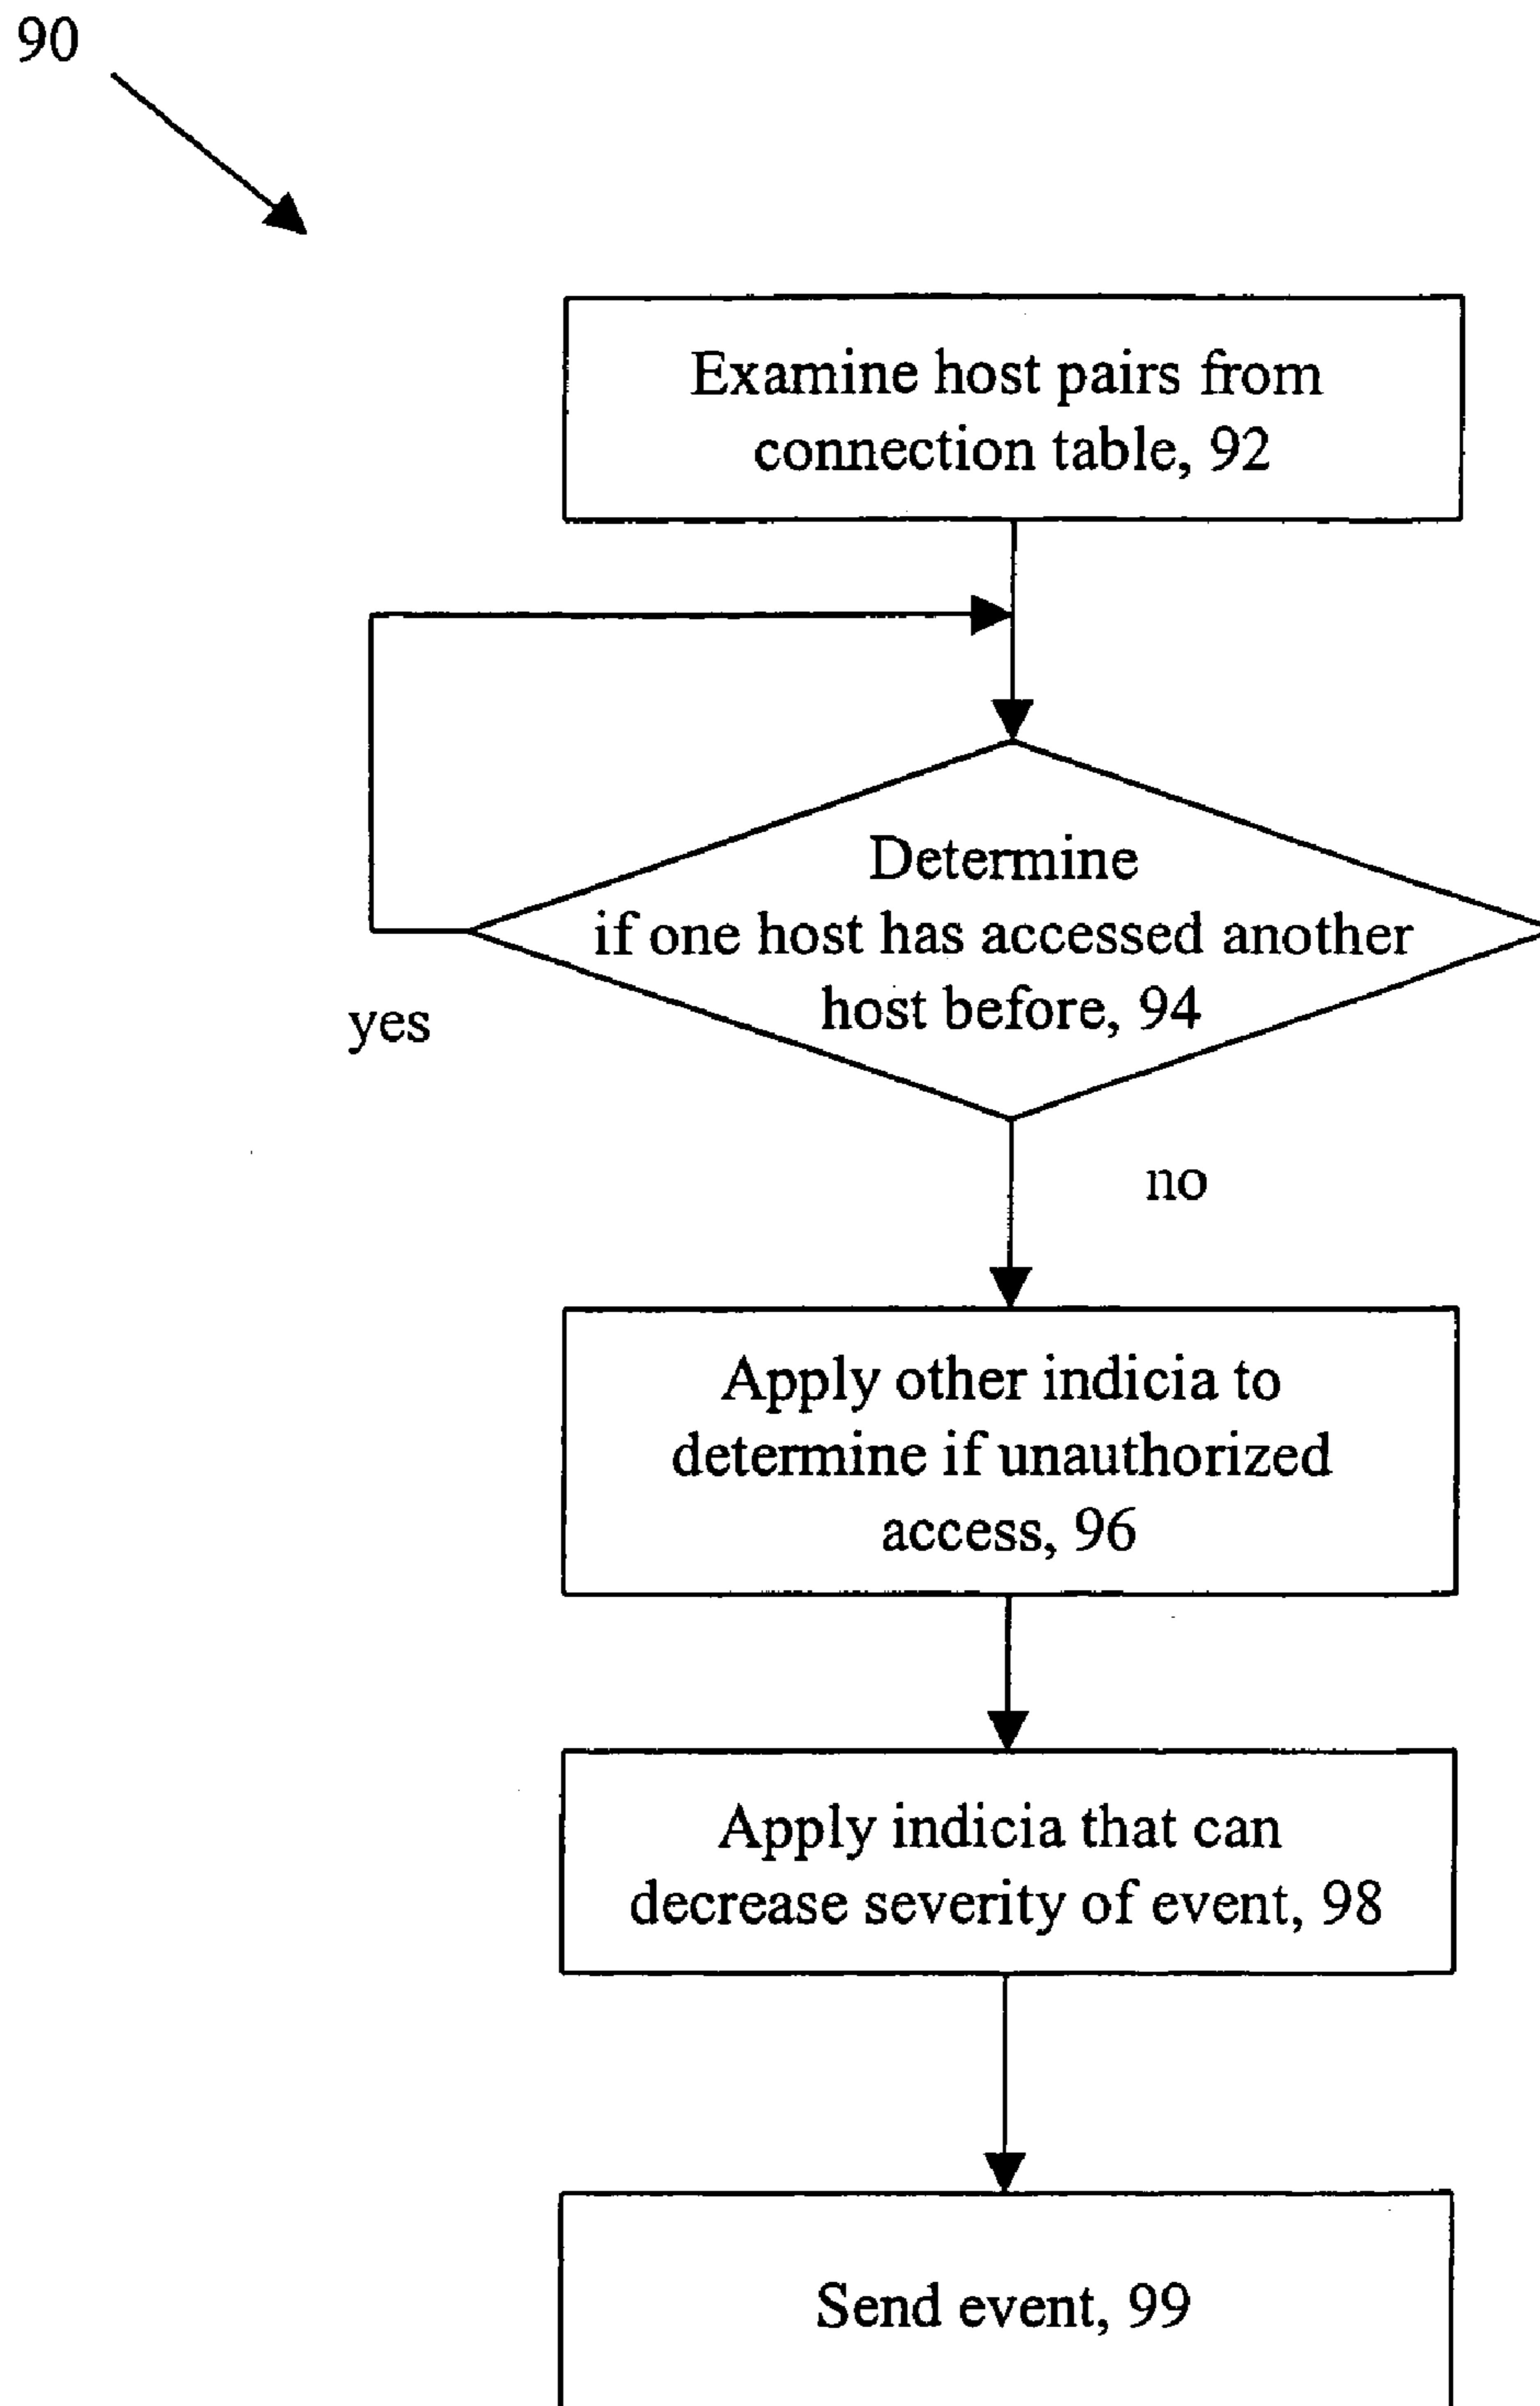 90
Examine host pairs from
connection table, 92
Determine
if one host has accessed another
host before, 94
yes
no
Apply other indicia to
determine if unauthorized
access, 96
Apply indicia that can
decrease severity of event, 98
Send event, 99